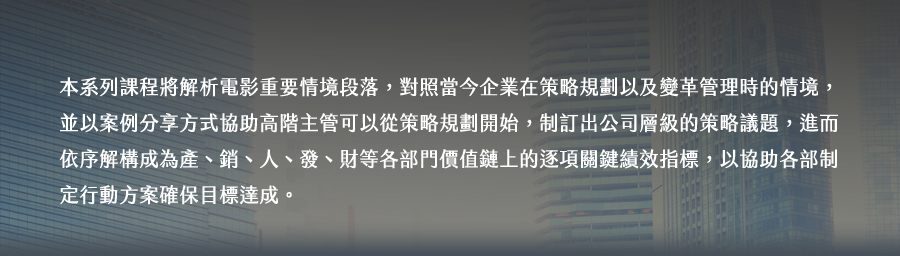 本系列課程將解析電影重要情境段落，對照當今企業在策略規劃以及變革管理時的情境，
並以案例分享方式協助高階主管可以從策略規劃開始，制訂出公司層級的策略議題，進而
依序解構成為產、銷、人、發、財等各部門價值鏈上的逐項關鍵績效指標，以協助各部制
定行動方案確保目標達成。